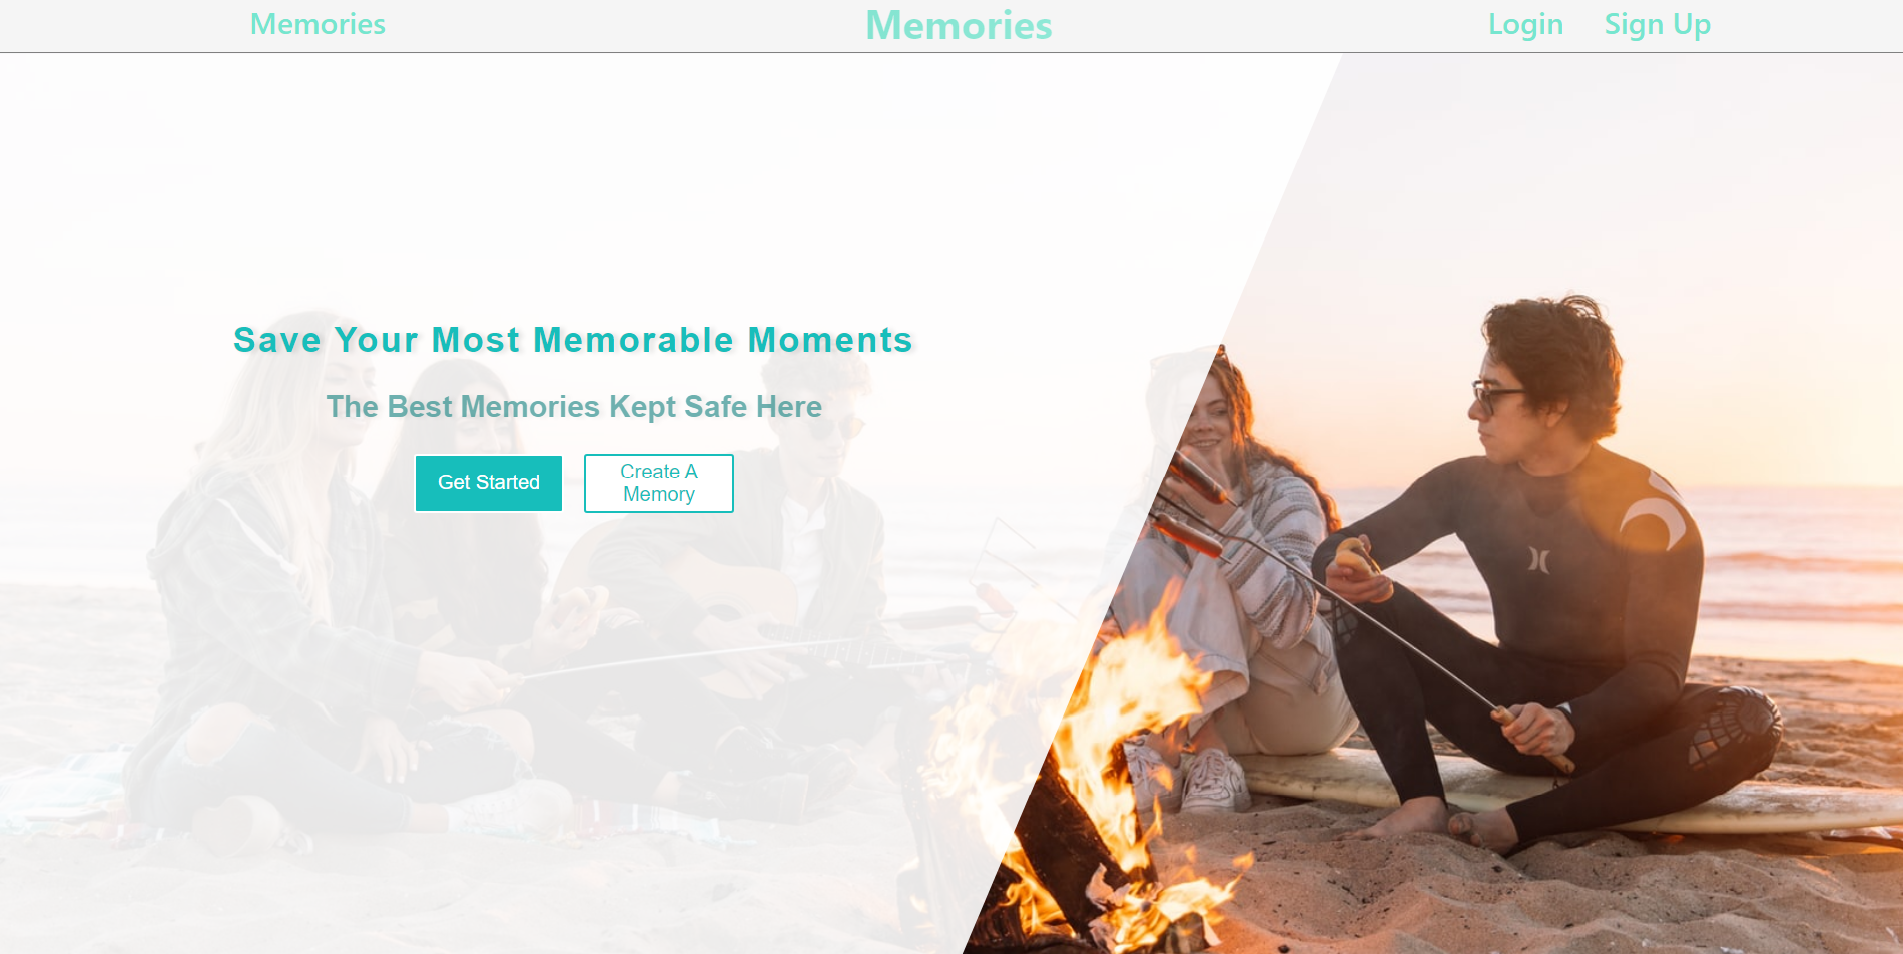 Memories
Memories
Login
Sign Up
Save Your Most Memorable Moments
The Best Memories Kept Safe Here
Get Started
Create A
Memory